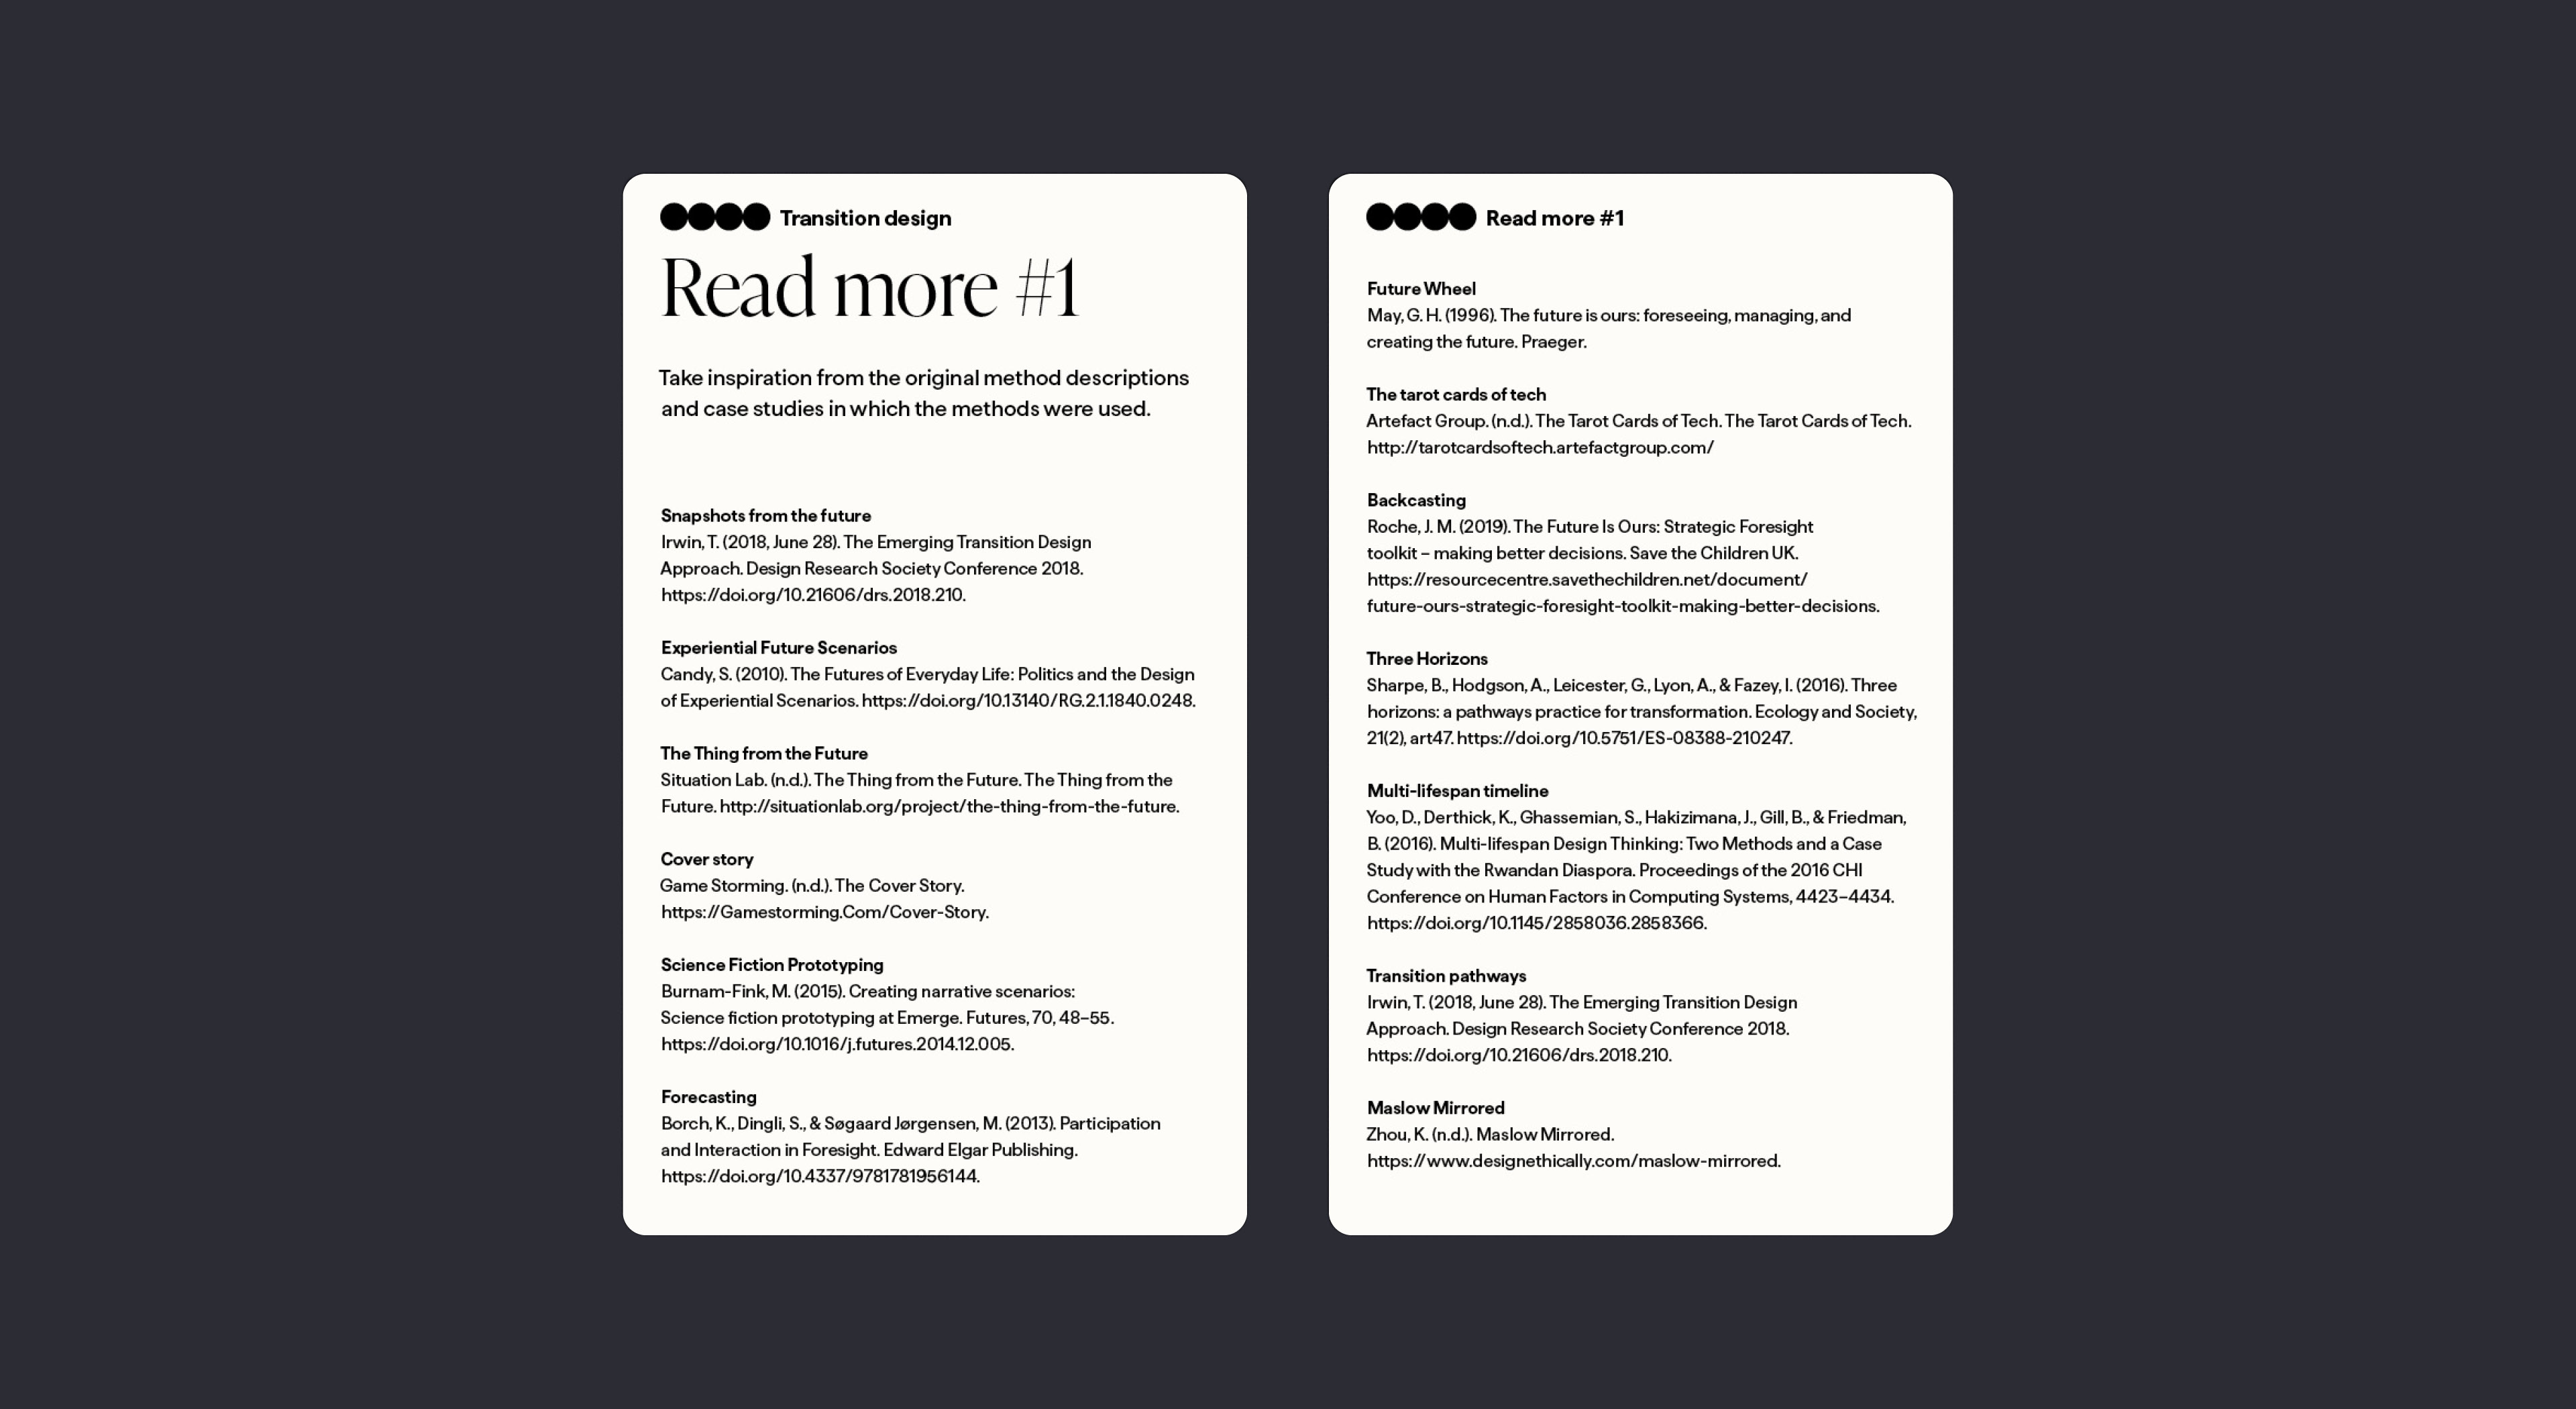 Transition design
Read more #1
Take inspiration from the original method descriptions
and case studies in which the methods were used.
Snapshots from the future
Irwin, T. (2018, June 28). The Emerging Transition Design
Approach. Design Research Society Conference 2018.
https://doi.org/10.21606/drs.2018.210.
Experiential Future Scenarios
Candy, S. (2010). The Futures of Everyday Life: Politics and the Design
of Experiential Scenarios. https://doi.org/10.13140/RG.2.1.1840.0248.
The Thing from the Future
Situation Lab. (n.d.). The Thing from the Future. The Thing from the
Future. http://situationlab.org/project/the-thing-from-the-future.
Cover story
Game Storming. (n.d.). The Cover Story.
https://Gamestorming.Com/Cover-Story.
Science Fiction Prototyping
Burnam-Fink, M. (2015). Creating narrative scenarios:
Science fiction prototyping at Emerge. Futures, 70, 48–55.
https://doi.org/10.1016/j.futures.2014.12.005.
Forecasting
Borch, K., Dingli, S., & Søgaard Jørgensen, M. (2013). Participation
and Interaction in Foresight. Edward Elgar Publishing.
https://doi.org/10.4337/9781781956144.
Read more #1
Future Wheel
May, G. H. (1996). The future is ours: foreseeing, managing, and
creating the future. Praeger.
The tarot cards of tech
Artefact Group. (n.d.). The Tarot Cards of Tech. The Tarot Cards of Tech.
http://tarotcardsoftech.artefactgroup.com/
Backcasting
Roche, J. M. (2019). The Future Is Ours: Strategic Foresight
toolkit – making better decisions. Save the Children UK.
https://resourcecentre.savethechildren.net/document/
future-ours-strategic-foresight-toolkit-making-better-decisions.
Three Horizons
Sharpe, B., Hodgson, A., Leicester, G., Lyon, A., & Fazey, I. (2016). Three
horizons: a pathways practice for transformation. Ecology and Society,
21(2), art47. https://doi.org/10.5751/ES-08388-210247.
Multi-lifespan timeline
Yoo, D., Derthick, K., Ghassemian, S., Hakizimana, J., Gill, B., & Friedman,
B. (2016). Multi-lifespan Design Thinking: Two Methods and a Case
Study with the Rwandan Diaspora. Proceedings of the 2016 CHI
Conference on Human Factors in Computing Systems, 4423–4434.
https://doi.org/10.1145/2858036.2858366.
Transition pathways
Irwin, T. (2018, June 28). The Emerging Transition Design
Approach. Design Research Society Conference 2018.
https://doi.org/10.21606/drs.2018.210.
Maslow Mirrored
Zhou, K. (n.d.). Maslow Mirrored.
https://www.designethically.com/maslow-mirrored.